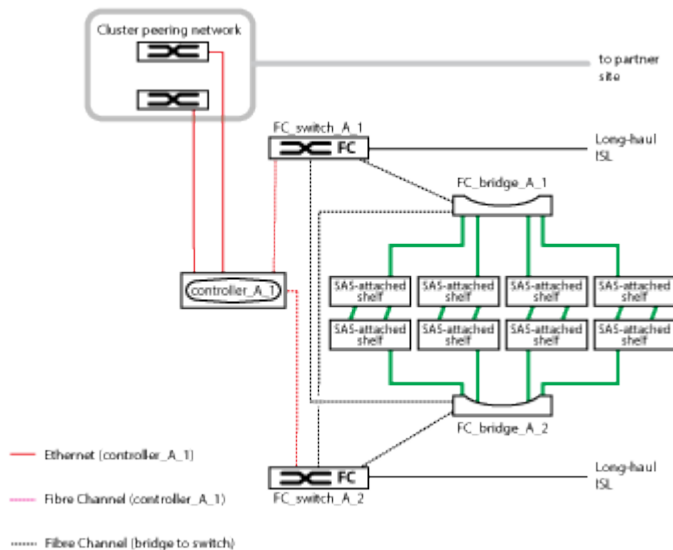 Cluster peering network
to partner
site
FC_switch_A_1
FC
Long-haul
ISL
FC_bridge_A_1
controller_A_1
SAS-attached
shelf
SAS-attached
shelf
SAS-attached
shelf
SAS-attached
shelf
SAS-attached
shelf
SAS-attached
shelf
SAS-attached
shelf
SAS-attached
shelf
FC_bridge_A_2
Ethernet (controller_A_1)
FC
FC_switch_A_2
Long-haul
ISL
Fibre Channel (controller_A_1)
Fibre Channel (bridge to switch)